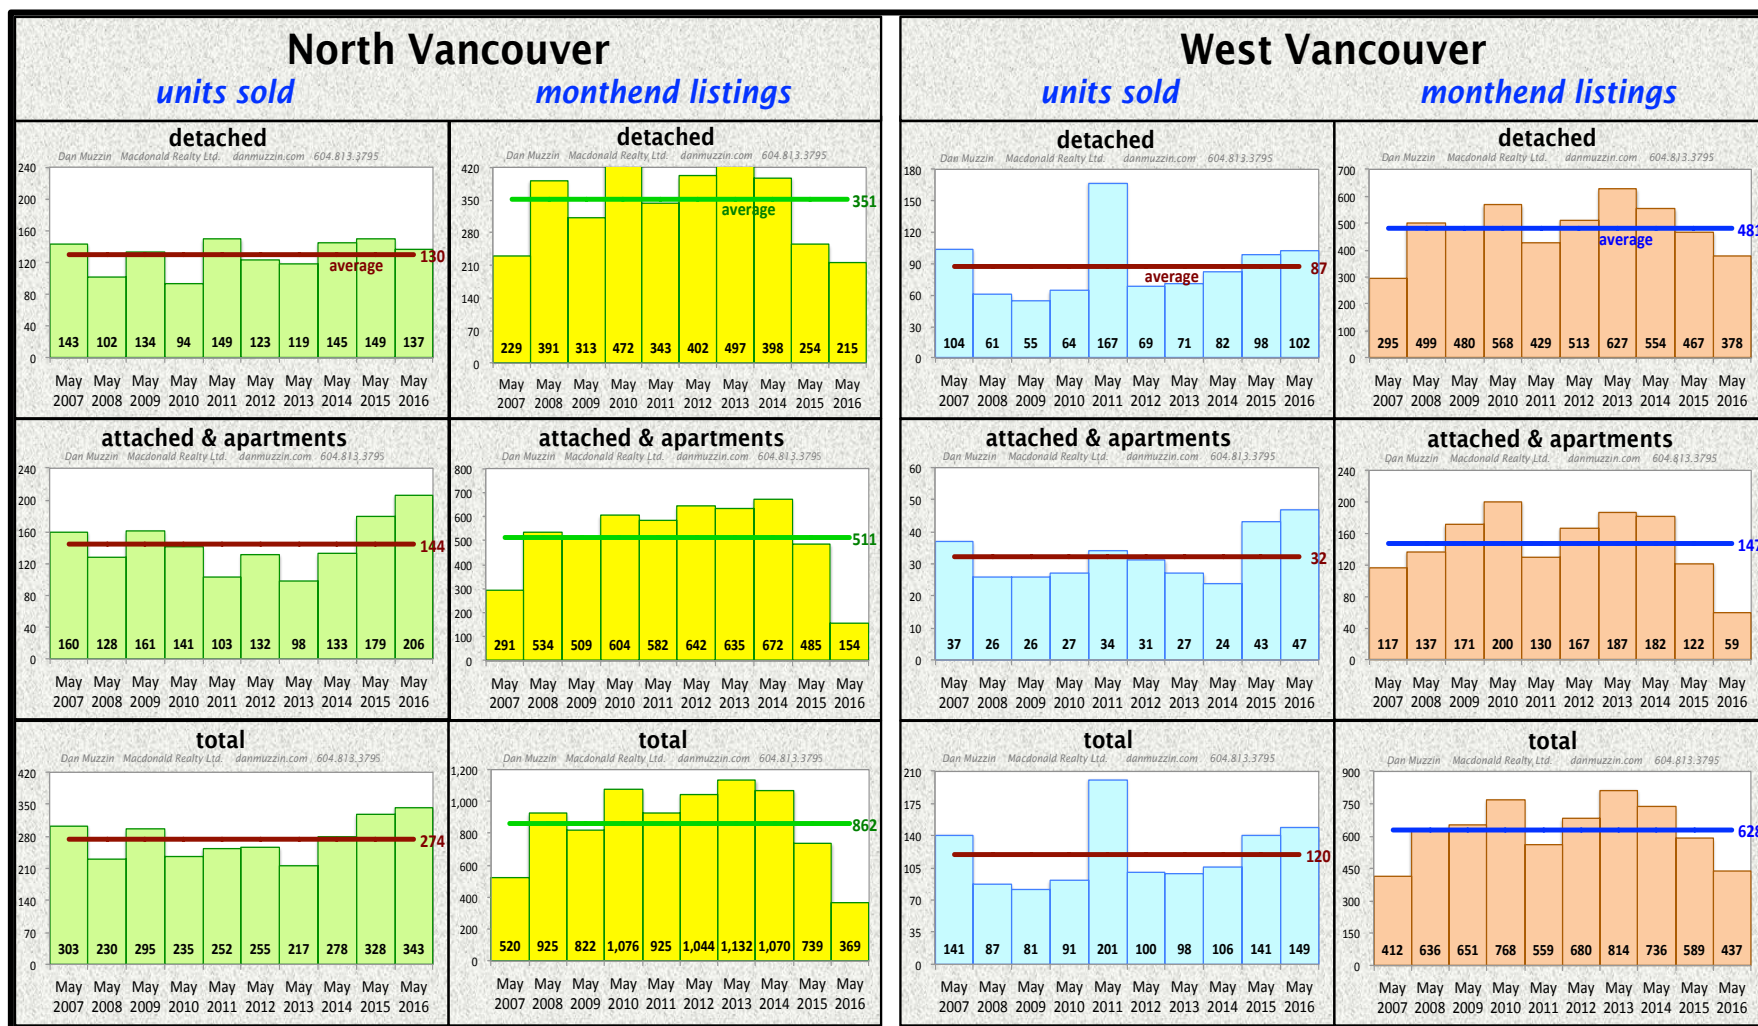 North Vancouver
units sold monthend listings
West Vancouver
units sold monthend listings
detached
Dan Muzzin Macdonald Realty Ltd. danmuzzin.com 604.813.3795
240
200
160
120
80
40
0
average
130
143 102 134 94 149 123 119 145 149 137
May May May May May May May May May May
2007 2008 2009 2010 2011 2012 2013 2014 2015 2016
detached
Dan Muzzin Macdonald Realty Ltd. danmuzzin.com 604.813.3795
420
350
280
210
140
70
0
average
351
229 391 313 472 343 402 497 398 254 215
May May May May May May May May May May
2007 2008 2009 2010 2011 2012 2013 2014 2015 2016
detached
Dan Muzzin Macdonald Realty Ltd. danmuzzin.com 604.813.3795
180
150
120
90
60
30
0
average
87
104 61 55 64 167 69 71 82 98 102
May May May May May May May May May May
2007 2008 2009 2010 2011 2012 2013 2014 2015 2016
detached
Dan Muzzin Macdonald Realty Ltd. danmuzzin.com 604.813.3795
700
600
500
400
300
200
100
0
average
481
295 499 480 568 429 513 627 554 467 378
May May May May May May May May May May
2007 2008 2009 2010 2011 2012 2013 2014 2015 2016
attached & apartments
Dan Muzzin Macdonald Realty Ltd. danmuzzin.com 604.813.3795
240
200
160
120
80
40
0
144
160 128 161 141 103 132 98 133 179 206
May May May May May May May May May May
2007 2008 2009 2010 2011 2012 2013 2014 2015 2016
attached & apartments
Dan Muzzin Macdonald Realty Ltd. danmuzzin.com 604.813.3795
800
700
600
500
400
300
200
100
0
511
291 534 509 604 582 642 635 672 485 154
May May May May May May May May May May
2007 2008 2009 2010 2011 2012 2013 2014 2015 2016
attached & apartments
Dan Muzzin Macdonald Realty Ltd. danmuzzin.com 604.813.3795
60
50
40
30
20
10
0
32
37 26 26 27 34 31 27 24 43 47
May May May May May May May May May May
2007 2008 2009 2010 2011 2012 2013 2014 2015 2016
attached & apartments
Dan Muzzin Macdonald Realty Ltd. danmuzzin.com 604.813.3795
240
200
160
120
80
40
0
147
117 137 171 200 130 167 187 182 122 59
May May May May May May May May May May
2007 2008 2009 2010 2011 2012 2013 2014 2015 2016
total
Dan Muzzin Macdonald Realty Ltd. danmuzzin.com 604.813.3795
420
350
280
210
140
70
0
274
303 230 295 235 252 255 217 278 328 343
May May May May May May May May May May
2007 2008 2009 2010 2011 2012 2013 2014 2015 2016
total
Dan Muzzin Macdonald Realty Ltd. danmuzzin.com 604.813.3795
1,200
1,000
800
600
400
200
0
862
520 925 822 1,076 925 1,044 1,132 1,070 739 369
May May May May May May May May May May
2007 2008 2009 2010 2011 2012 2013 2014 2015 2016
total
Dan Muzzin Macdonald Realty Ltd. danmuzzin.com 604.813.3795
210
175
140
105
70
35
0
120
141 87 81 91 201 100 98 106 141 149
May May May May May May May May May May
2007 2008 2009 2010 2011 2012 2013 2014 2015 2016
total
Dan Muzzin Macdonald Realty Ltd. danmuzzin.com 604.813.3795
900
750
600
450
300
150
0
628
412 636 651 768 559 680 814 736 589 437
May May May May May May May May May May
2007 2008 2009 2010 2011 2012 2013 2014 2015 2016